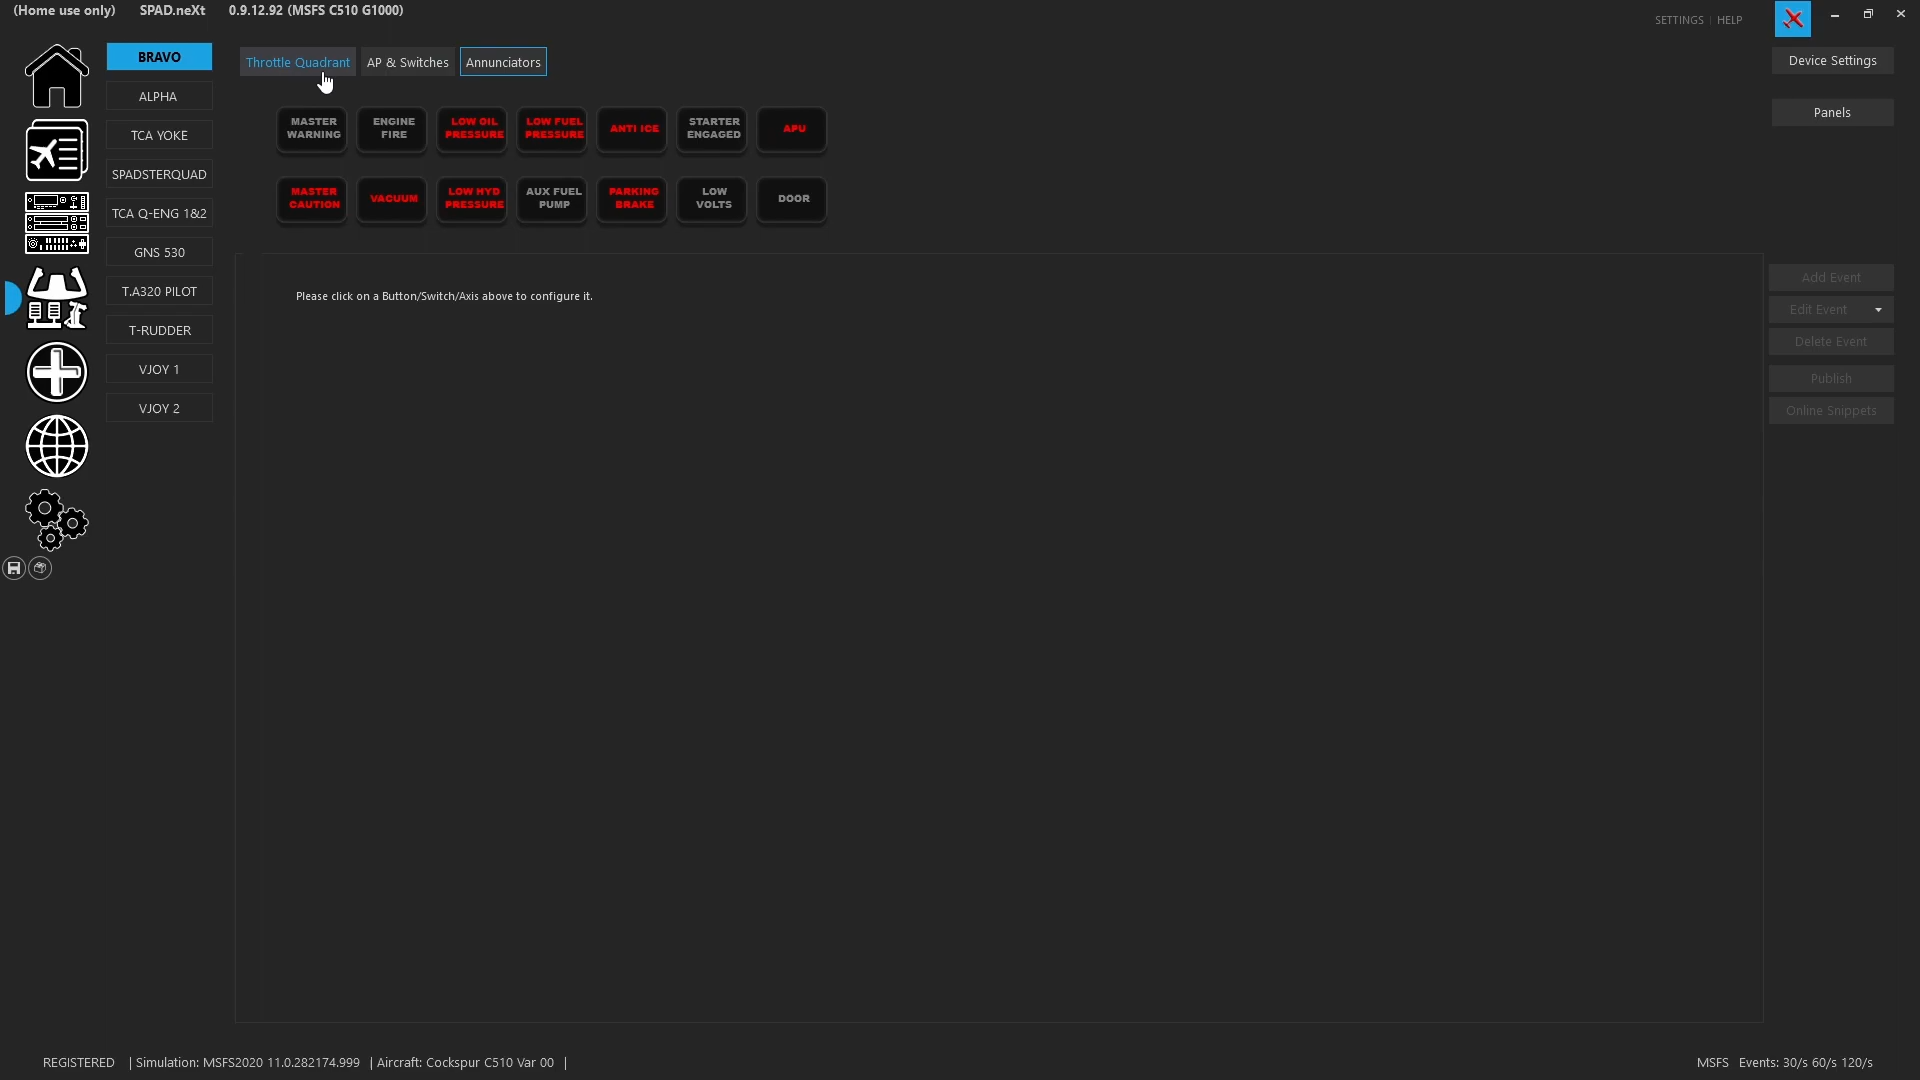 (Home use only) SPAD.neXt 0.9.12.92 (MSFS C510 G1000)
SETTINGS | HELP
BRAVO
ALPHA
TCA YOKE
SPADSTERQUAD
TCA Q-ENG 1&2
GNS 530
T.A320 PILOT
T-RUDDER
VJOY 1
VJOY 2
Throttle Quadrant AP & Switches Annunciators
MASTER WARNING
ENGINE FIRE
LOW OIL PRESSURE
LOW FUEL PRESSURE
ANTI ICE
STARTER ENGAGED
APU
MASTER CAUTION
VACUUM
LOW HYD PRESSURE
AUX FUEL PUMP
PARKING BRAKE
LOW VOLTS
DOOR
Please click on a Button/Switch/Axis above to configure it.
Device Settings
Panels
Add Event
Edit Event
Delete Event
Publish
Online Snippets
REGISTERED | Simulation: MSFS2020 11.0.282174.999 | Aircraft: Cockspur C510 Var 00 |
MSFS Events: 30/s 60/s 120/s